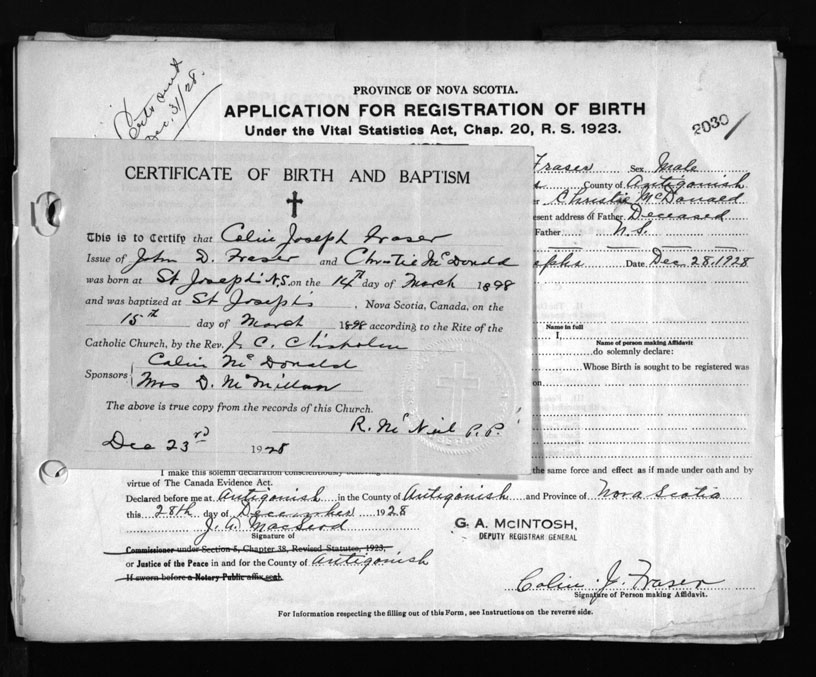 Certs sent
Dec. 31/28.
PROVINCE OF NOVA SCOTIA.
APPLICATION FOR REGISTRATION OF BIRTH
Under the Vital Statistics Act, Chap. 20, R. S. 1923.
2030
Fraser Sex Male
County of Antigonish
Christie McDonald
esent address of Father Deceased
Father N.S.
sephs Date Dec 28. 1928
CERTIFICATE OF BIRTH AND BAPTISM
This is to Certify that Colin Joseph Fraser
Issue of John D. Fraser and Christie McDonald
was born at St Josephs N.S. on the 14th day of March 1898
and was baptized at St Josephs, Nova Scotia, Canada, on the
15th day of March 1898 according to the Rite of the
Catholic Church, by the Rev. J. C. Chisholm
Sponsors Colin McDonald
Mrs D. McMillan
The above is true copy from the records of this Church.
R. McNeil P.P.
Dec 23rd 1928
Name in full
I,
Name of person making Affidavit
do solemnly declare:
Whose Birth is sought to be registered was
on
I make this solemn declaration conscientiously believing
the same force and effect as if made under oath and by
virtue of The Canada Evidence Act.
Declared before me at Antigonish in the County of Antigonish and Province of Nova Scotia
this 28th day of December 1928
J. A. MacLeod
Signature of
G. A. McINTOSH,
DEPUTY REGISTRAR GENERAL
Commissioner under Section 5, Chapter 38, Revised Statutes, 1923,
or Justice of the Peace in and for the County of Antigonish
If sworn before a Notary Public affix seal.
Colin J. Fraser
Signature of Person making Affidavit.
For Information respecting the filling out of this Form, see Instructions on the reverse side.